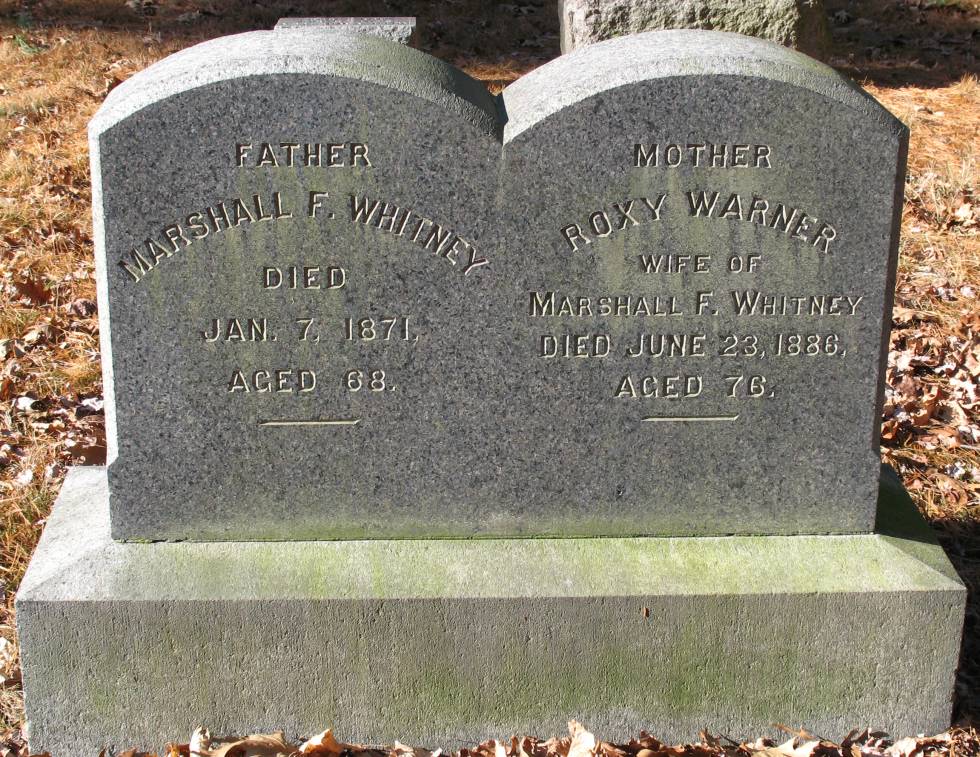 FATHER
MARSHALL F. WHITNEY
DIED
JAN. 7, 1871,
AGED 68.
MOTHER
ROXY WARNER
WIFE OF
MARSHALL F. WHITNEY
DIED JUNE 23, 1886,
AGED 76.